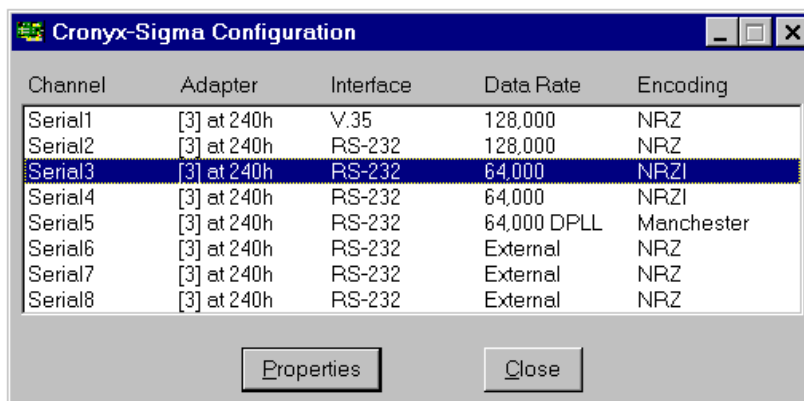 Cronyx-Sigma Configuration
Channel Adapter Interface Data Rate Encoding
Serial1 [3] at 240h V.35 128,000 NRZ
Serial2 [3] at 240h RS-232 128,000 NRZ
Serial3 [3] at 240h RS-232 64,000 NRZI
Serial4 [3] at 240h RS-232 64,000 NRZI
Serial5 [3] at 240h RS-232 64,000 DPLL Manchester
Serial6 [3] at 240h RS-232 External NRZ
Serial7 [3] at 240h RS-232 External NRZ
Serial8 [3] at 240h RS-232 External NRZ
Properties Close